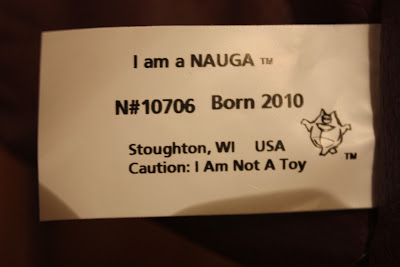 I am a NAUGA TM
N#10706 Born 2010
Stoughton, WI USA
Caution: I Am Not A Toy
TM